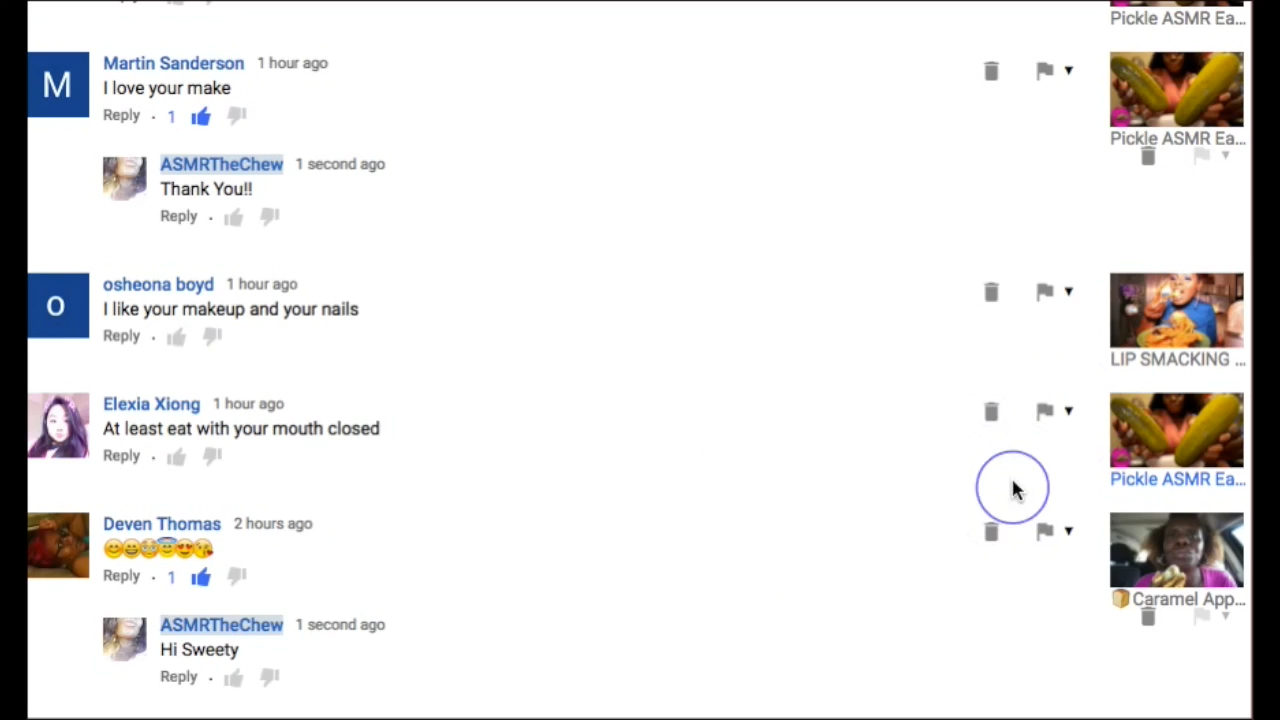 Pickle ASMR Ea...
M
Martin Sanderson 1 hour ago
I love your make
Reply · 1
Pickle ASMR Ea...
ASMRTheChew 1 second ago
Thank You!!
Reply ·
o
osheona boyd 1 hour ago
I like your makeup and your nails
Reply ·
LIP SMACKING ...
Elexia Xiong 1 hour ago
At least eat with your mouth closed
Reply ·
Pickle ASMR Ea...
Deven Thomas 2 hours ago
😊😀😳😇😍😘
Reply · 1
🍞Caramel App...
ASMRTheChew 1 second ago
Hi Sweety
Reply ·